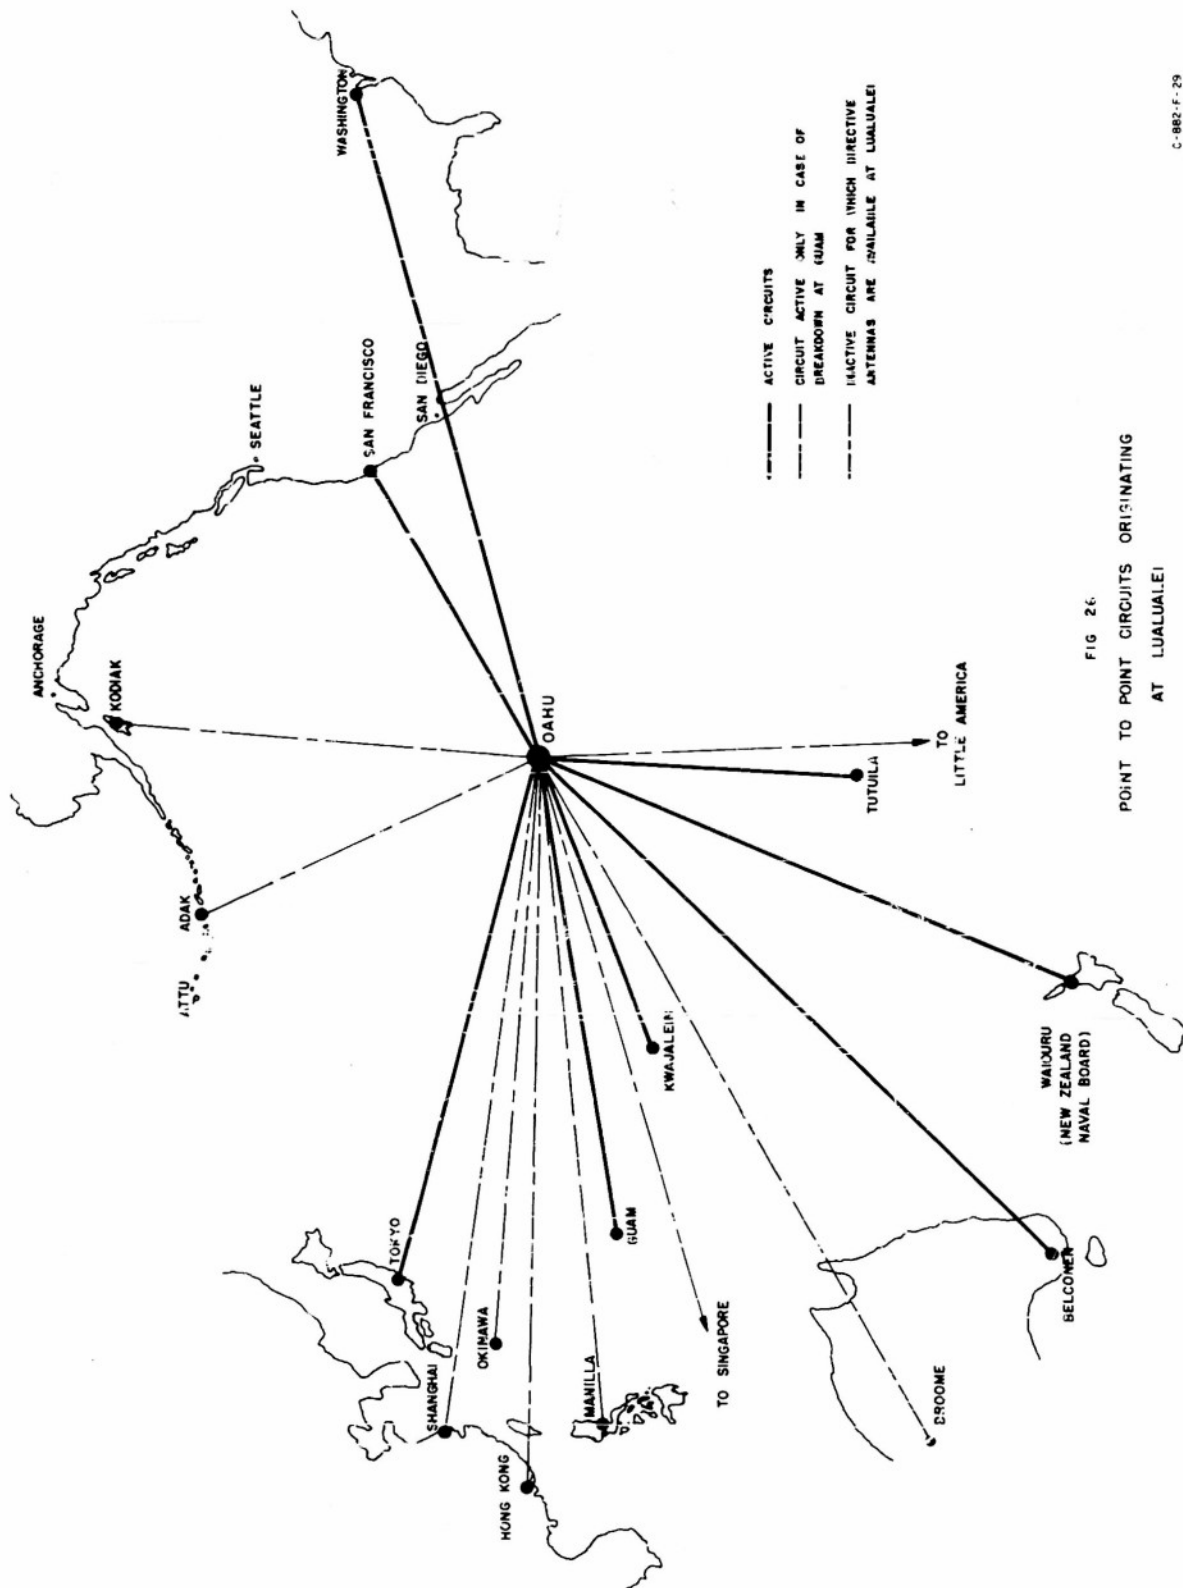 WASHINGTON
SEATTLE
SAN FRANCISCO
SAN DIEGO
ANCHORAGE
KODIAK
ADAK
ATTU
OAHU
TO
LITTLE AMERICA
TUTUILA
KWAJALEIN
WAIOURU
(NEW ZEALAND
NAVAL BOARD)
TOKYO
GUAM
OKINAWA
SHANGHAI
HONG KONG
MANILLA
TO SINGAPORE
BELCONEN
BROOME
ACTIVE CIRCUITS
CIRCUIT ACTIVE ONLY IN CASE OF
BREAKDOWN AT GUAM
INACTIVE CIRCUIT FOR WHICH DIRECTIVE
ANTENNAS ARE AVAILABLE AT LUALUALEI
FIG 26.
POINT TO POINT CIRCUITS ORIGINATING
AT LUALUALEI
C-882-F-29